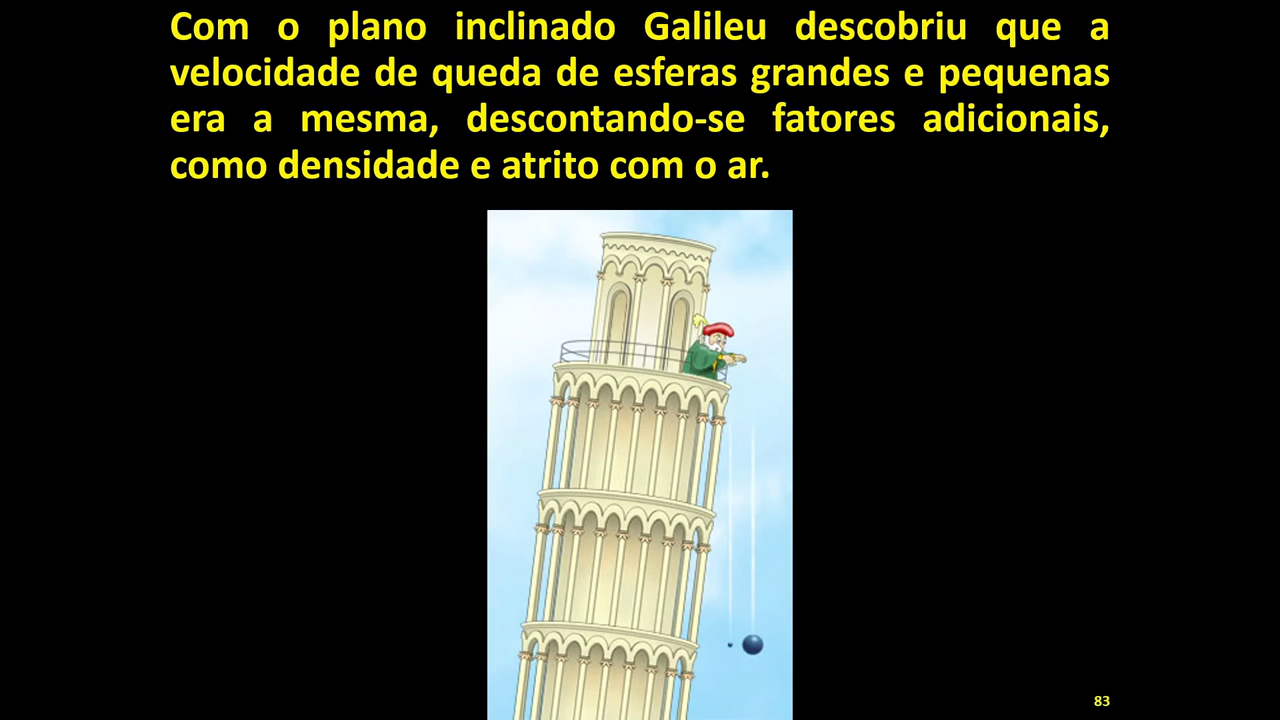 Com o plano inclinado Galileu descobriu que a
velocidade de queda de esferas grandes e pequenas
era a mesma, descontando-se fatores adicionais,
como densidade e atrito com o ar.
83